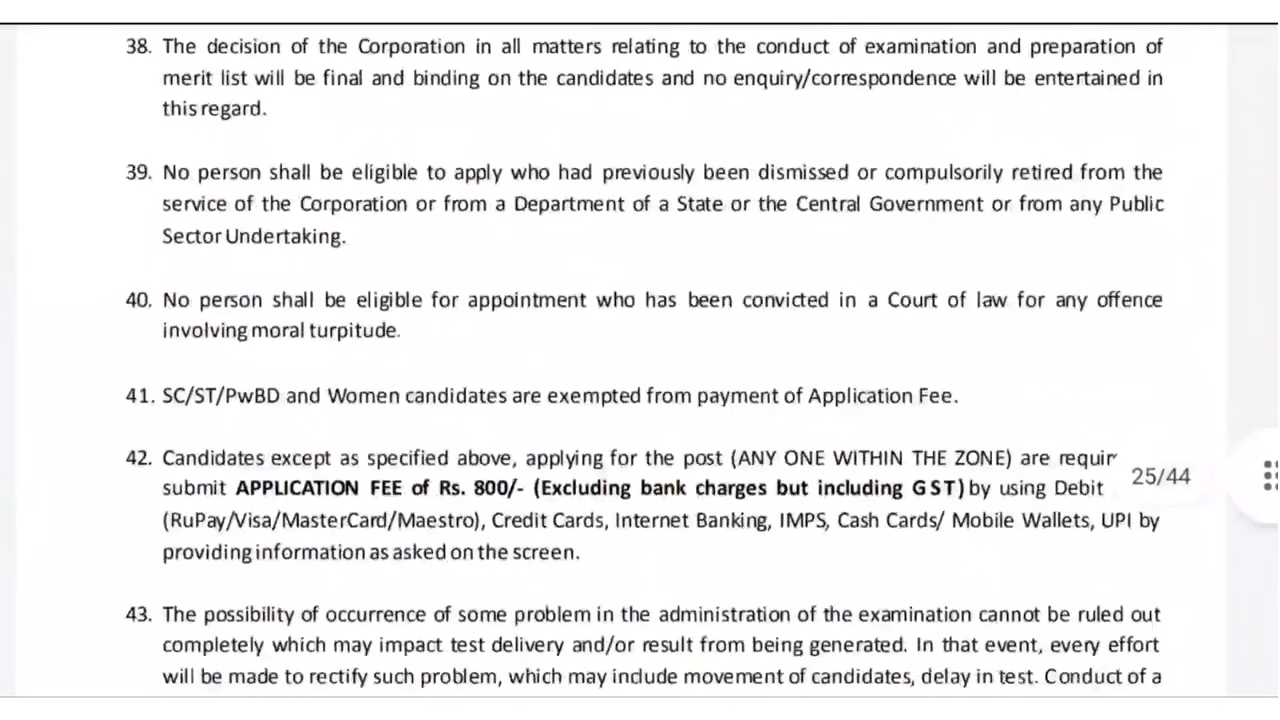 38. The decision of the Corporation in all matters relating to the conduct of examination and preparation of
merit list will be final and binding on the candidates and no enquiry/correspondence will be entertained in
this regard.
39. No person shall be eligible to apply who had previously been dismissed or compulsorily retired from the
service of the Corporation or from a Department of a State or the Central Government or from any Public
Sector Undertaking.
40. No person shall be eligible for appointment who has been convicted in a Court of law for any offence
involving moral turpitude.
41. SC/ST/PwBD and Women candidates are exempted from payment of Application Fee.
42. Candidates except as specified above, applying for the post (ANY ONE WITHIN THE ZONE) are
submit APPLICATION FEE of Rs. 800/- (Excluding bank charges but including GST) by using Debit
25/44
(RuPay/Visa/MasterCard/Maestro), Credit Cards, Internet Banking, IMPS, Cash Cards/ Mobile Wallets, UPI by
providing information as asked on the screen.
43. The possibility of occurrence of some problem in the administration of the examination cannot be ruled out
completely which may impact test delivery and/or result from being generated. In that event, every effort
will be made to rectify such problem, which may include movement of candidates, delay in test. Conduct of a